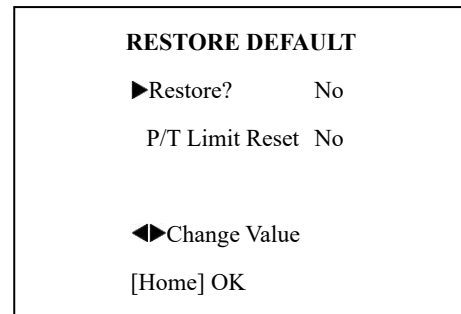 RESTORE DEFAULT
▶Restore? No
P/T Limit Reset No
◀▶Change Value
[Home] OK